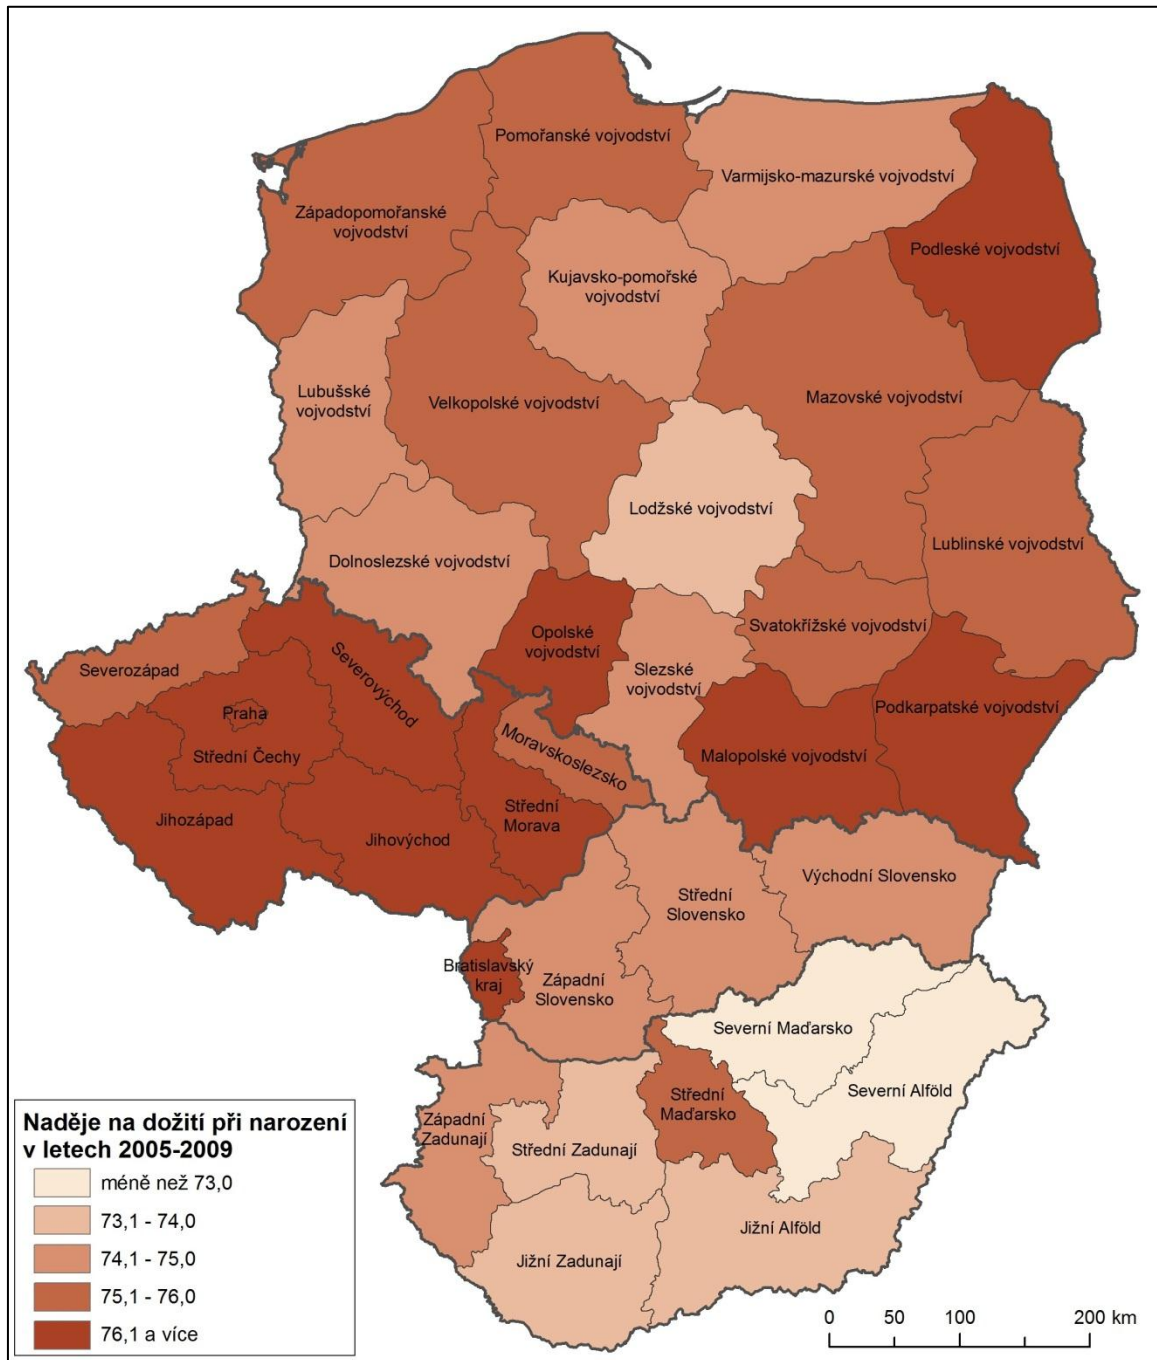 Pomořanské vojvodství
Varmijsko-mazurské vojvodství
Západopomořanské
vojvodství
Podleské vojvodství
Kujavsko-pomořské
vojvodství
Lubušské
vojvodství
Velkopolské vojvodství
Mazovské vojvodství
Lodžské vojvodství
Lublinské vojvodství
Dolnoslezské vojvodství
Svatokřížské vojvodství
Opolské
vojvodství
Slezské
vojvodství
Severozápad
Severovýchod
Praha
Střední Čechy
Podkarpatské vojvodství
Malopolské vojvodství
Moravskoslezsko
Střední
Morava
Jihozápad
Jihovýchod
Východní Slovensko
Střední
Slovensko
Bratislavský
kraj
Západní
Slovensko
Severní Maďarsko
Severní Alföld
Střední
Maďarsko
Západní
Zadunají
Střední Zadunají
Jižní Alföld
Jižní Zadunají
Naděje na dožití při narození
v letech 2005-2009
méně než 73,0
73,1 - 74,0
74,1 - 75,0
75,1 - 76,0
76,1 a více
0 50 100 200 km